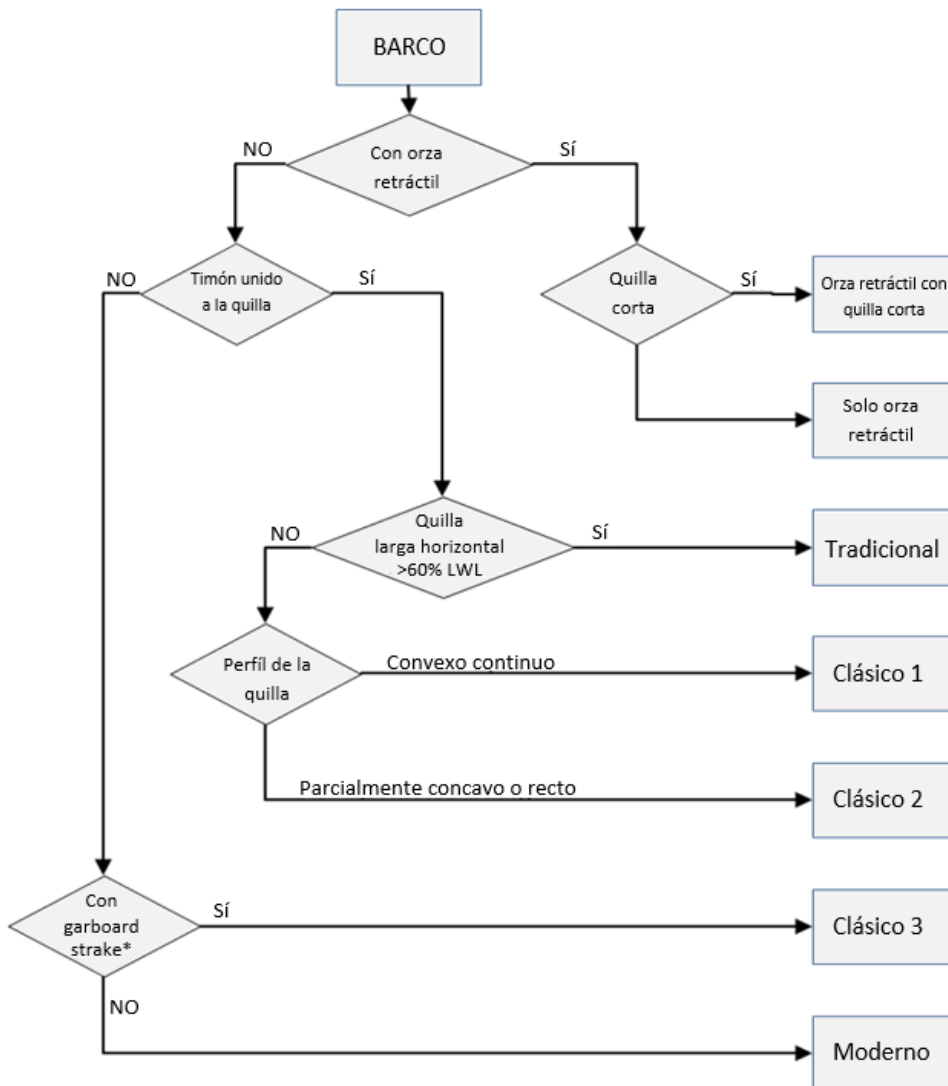 BARCO
Con orza
retráctil
NO
Sí
Timón unido
a la quilla
NO
Sí
Quilla
corta
Sí
Orza retráctil con
quilla corta
Solo orza
retráctil
Quilla
larga horizontal
>60% LWL
NO
Sí
Tradicional
Perfíl de la
quilla
Convexo continuo
Clásico 1
Parcialmente concavo o recto
Clásico 2
Con
garboard
strake*
Sí
Clásico 3
NO
Moderno